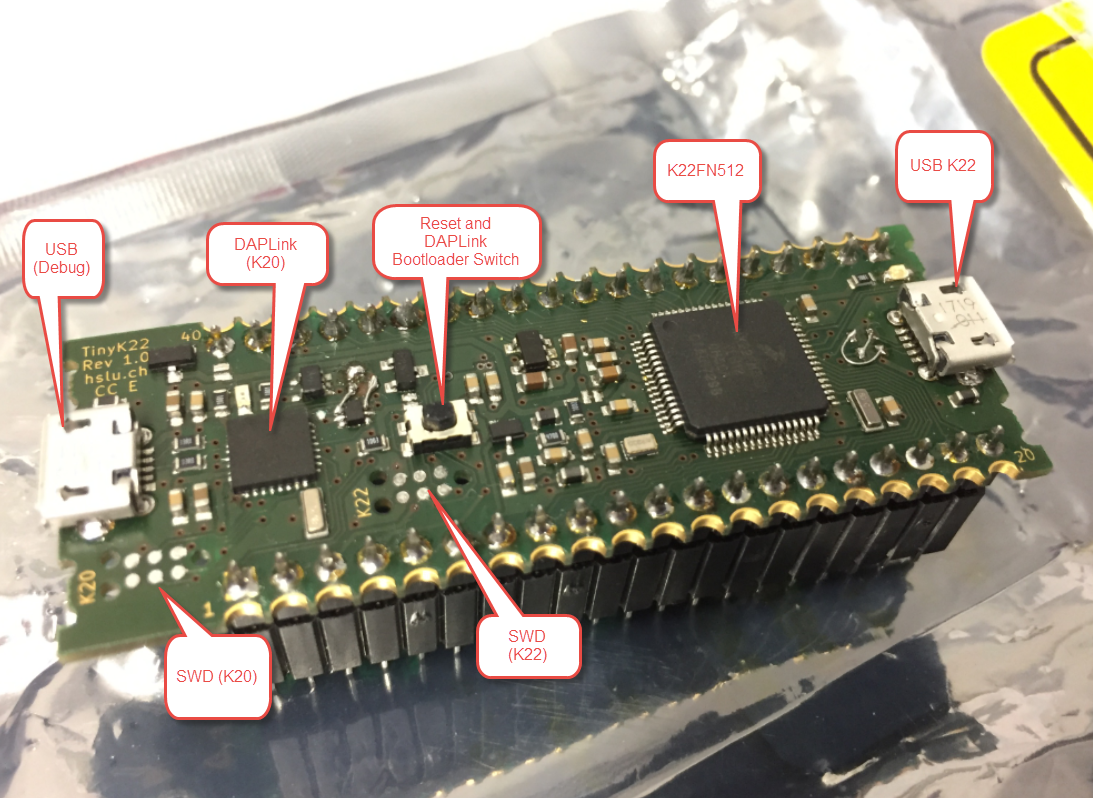 USB K22
K22FN512
Reset and
DAPLink
Bootloader Switch
USB
(Debug)
DAPLink
(K20)
1719
40
TinyK22
Rev 1.0
hslu.ch
CC E
20
K22
K20
1
SWD
(K22)
SWD (K20)